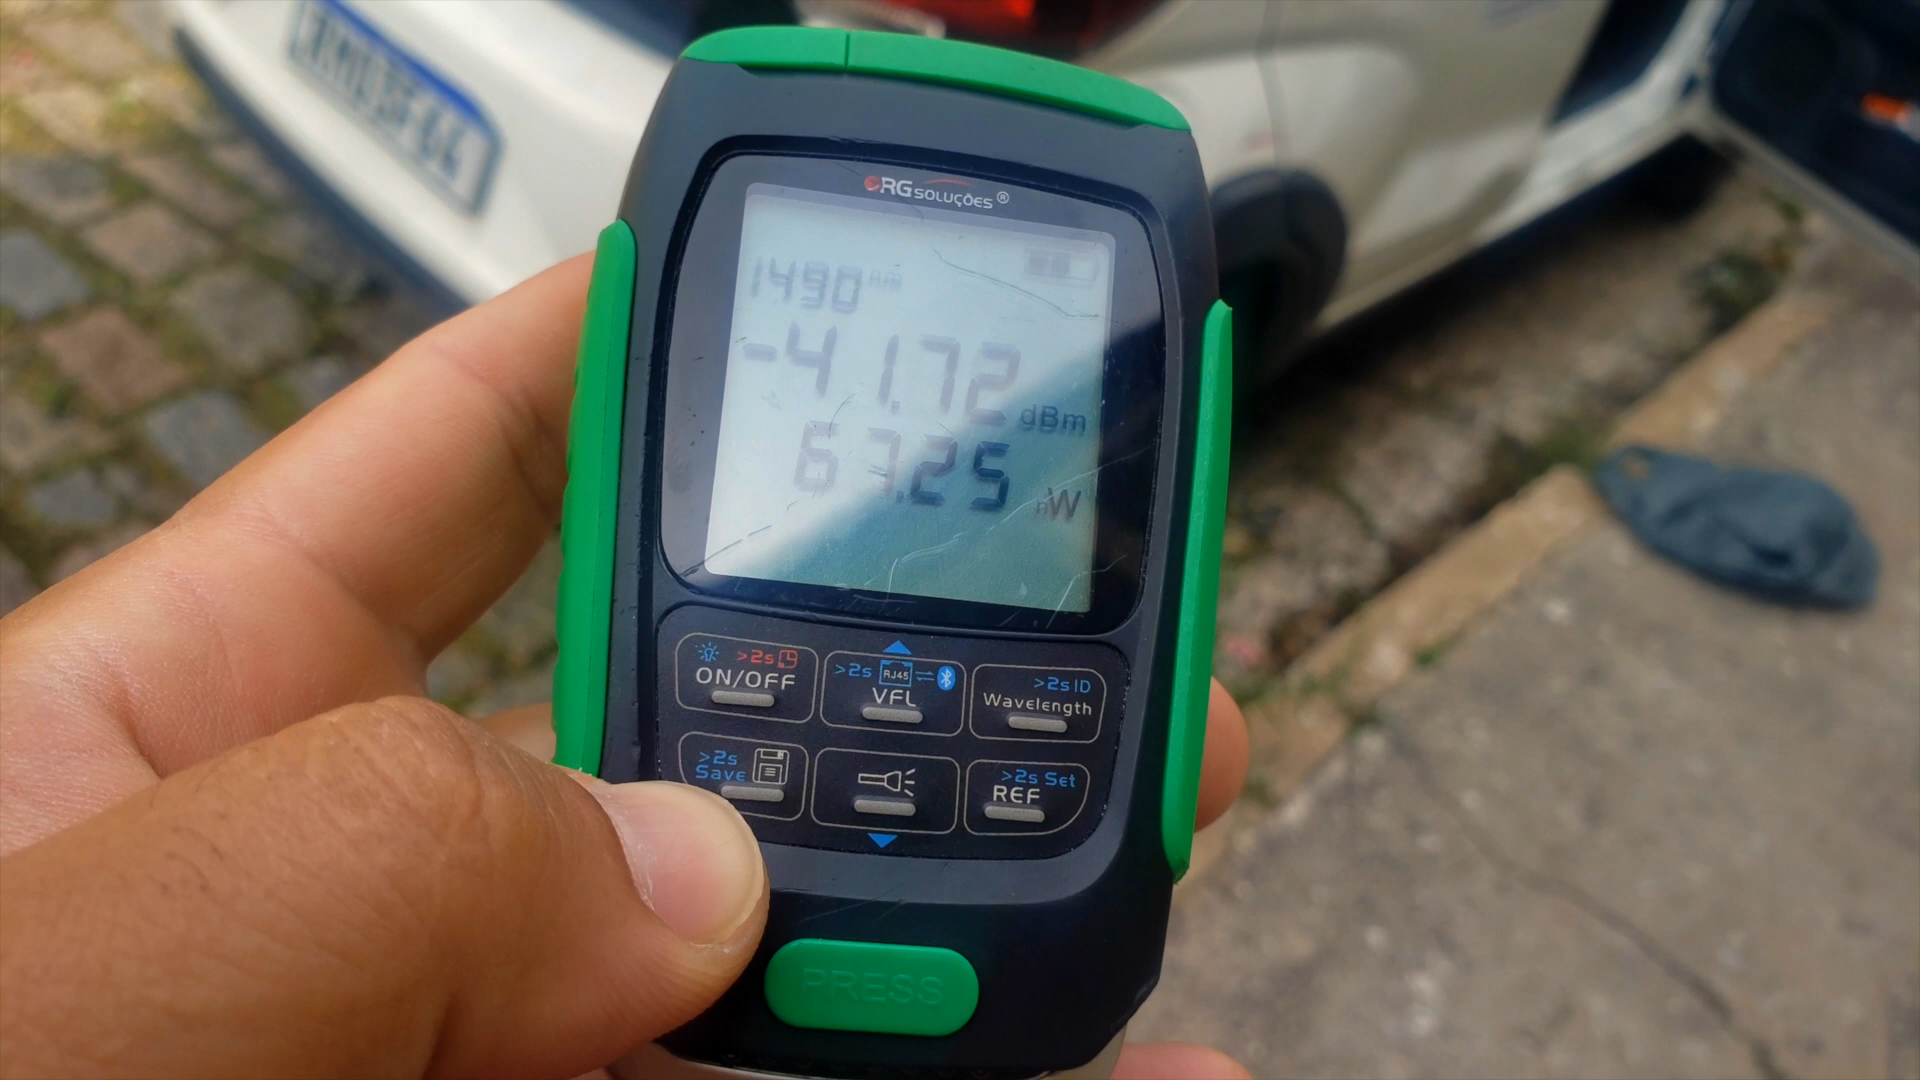 RG SOLUÇÕES®
1490 nm
-41.72 dBm
67.25 nW
>2s
ON/OFF
>2s RJ45
VFL
>2s ID
Wavelength
>2s
Save
>2s Set
REF
PRESS